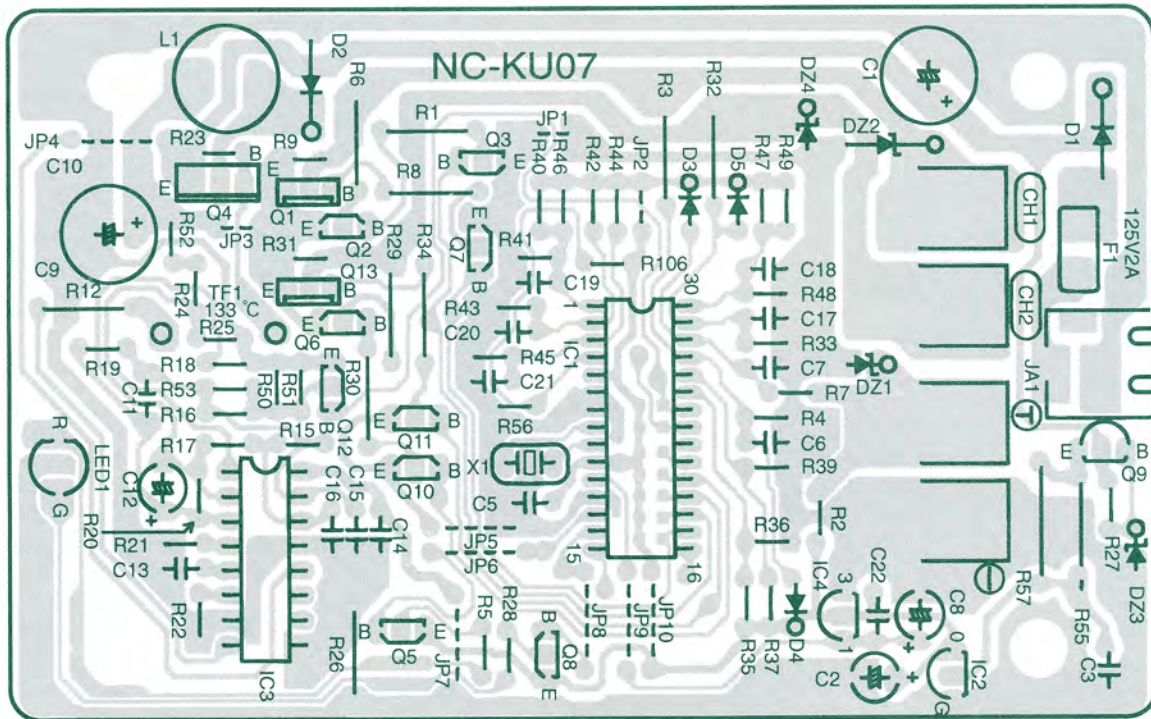 NC-KU07
L1
D2
R6
R1
Q3
B
E
JP1
R40
R46
R42
R44
JP2
R3
R32
D3
D5
R47
R49
DZ4
C1
+
DZ2
D1
JP4
C10
R23
B
E
Q4
R9
E
B
Q1
R8
CH1
125V2A
F1
+
C9
R52
JP3
R31
E
B
Q2
Q13
E
B
R29
R34
E
Q7
B
R41
C19
R106
30
C18
R48
C17
CH2
R12
R24
TF1
133°C
R25
Q6
B
R43
C20
1
IC1
R33
C7
DZ1
JA1
R19
R18
R53
C11
R16
R50
R51
E
B
Q12
R30
R45
C21
R7
R4
C6
R39
T
R
LED1
G
R17
R15
C16
C15
C14
E
B
Q11
E
B
Q10
R56
X1
C5
E
B
Q9
C12
+
R20
R21
C13
R22
IC3
JP5
JP6
15
16
R36
R2
R57
R55
R27
DZ3
C3
R26
B
E
Q5
JP7
R5
R28
B
Q8
E
JP8
JP9
JP10
R35
R37
D4
IC4
3
1
C22
C8
+
0
IC2
G
C2
+